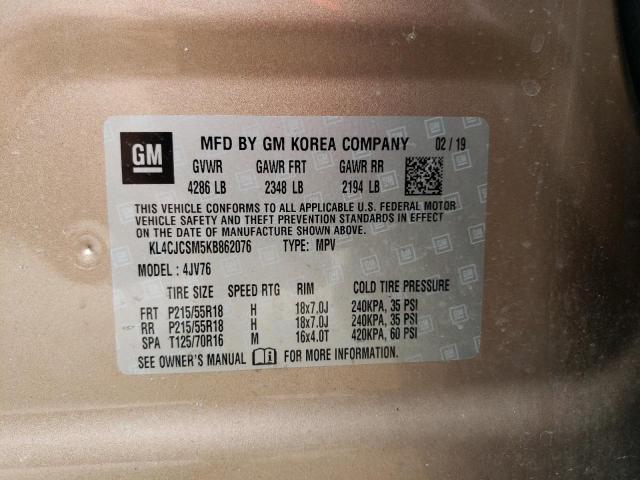 GM MFD BY GM KOREA COMPANY 02 / 19
GVWR GAWR FRT GAWR RR
4286 LB 2348 LB 2194 LB
THIS VEHICLE CONFORMS TO ALL APPLICABLE U.S. FEDERAL MOTOR
VEHICLE SAFETY AND THEFT PREVENTION STANDARDS IN EFFECT
ON THE DATE OF MANUFACTURE SHOWN ABOVE.
KL4CJCSM5KB862076 TYPE: MPV
MODEL : 4JV76
TIRE SIZE SPEED RTG RIM COLD TIRE PRESSURE
FRT P215/55R18 H 18x7.0J 240KPA, 35 PSI
RR P215/55R18 H 18x7.0J 240KPA, 35 PSI
SPA T125/70R16 M 16x4.0T 420KPA, 60 PSI
SEE OWNER'S MANUAL FOR MORE INFORMATION.